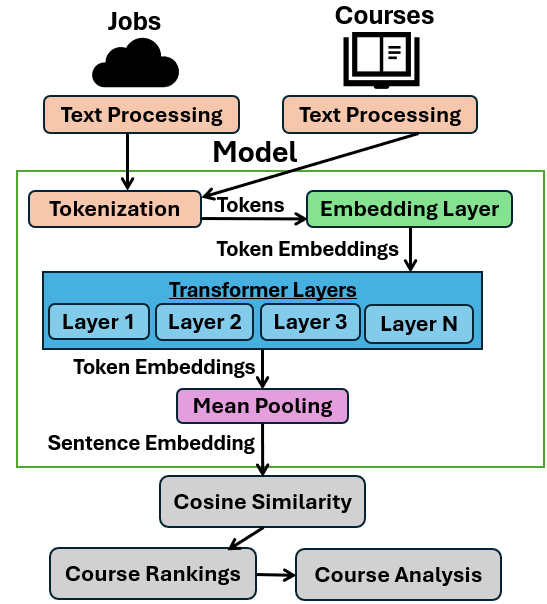 Jobs
Courses
Text Processing
Text Processing
Model
Tokenization
Tokens
Embedding Layer
Token Embeddings
Transformer Layers
Layer 1
Layer 2
Layer 3
Layer N
Token Embeddings
Mean Pooling
Sentence Embedding
Cosine Similarity
Course Rankings
Course Analysis